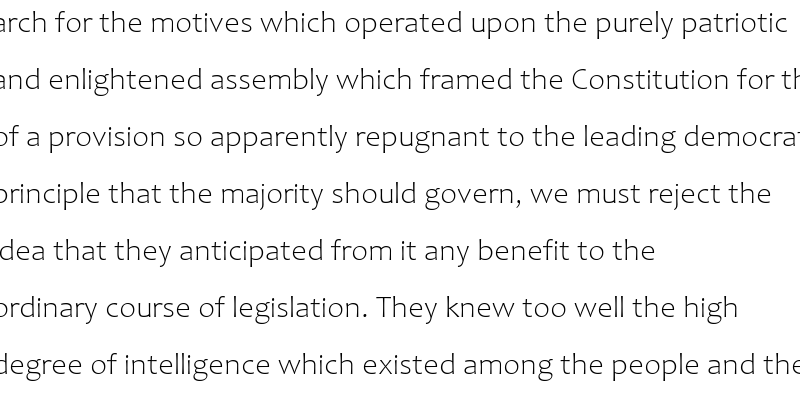 arch for the motives which operated upon the purely patriotic
and enlightened assembly which framed the Constitution for th
of a provision so apparently repugnant to the leading democrat
principle that the majority should govern, we must reject the
idea that they anticipated from it any benefit to the
ordinary course of legislation. They knew too well the high
degree of intelligence which existed among the people and the